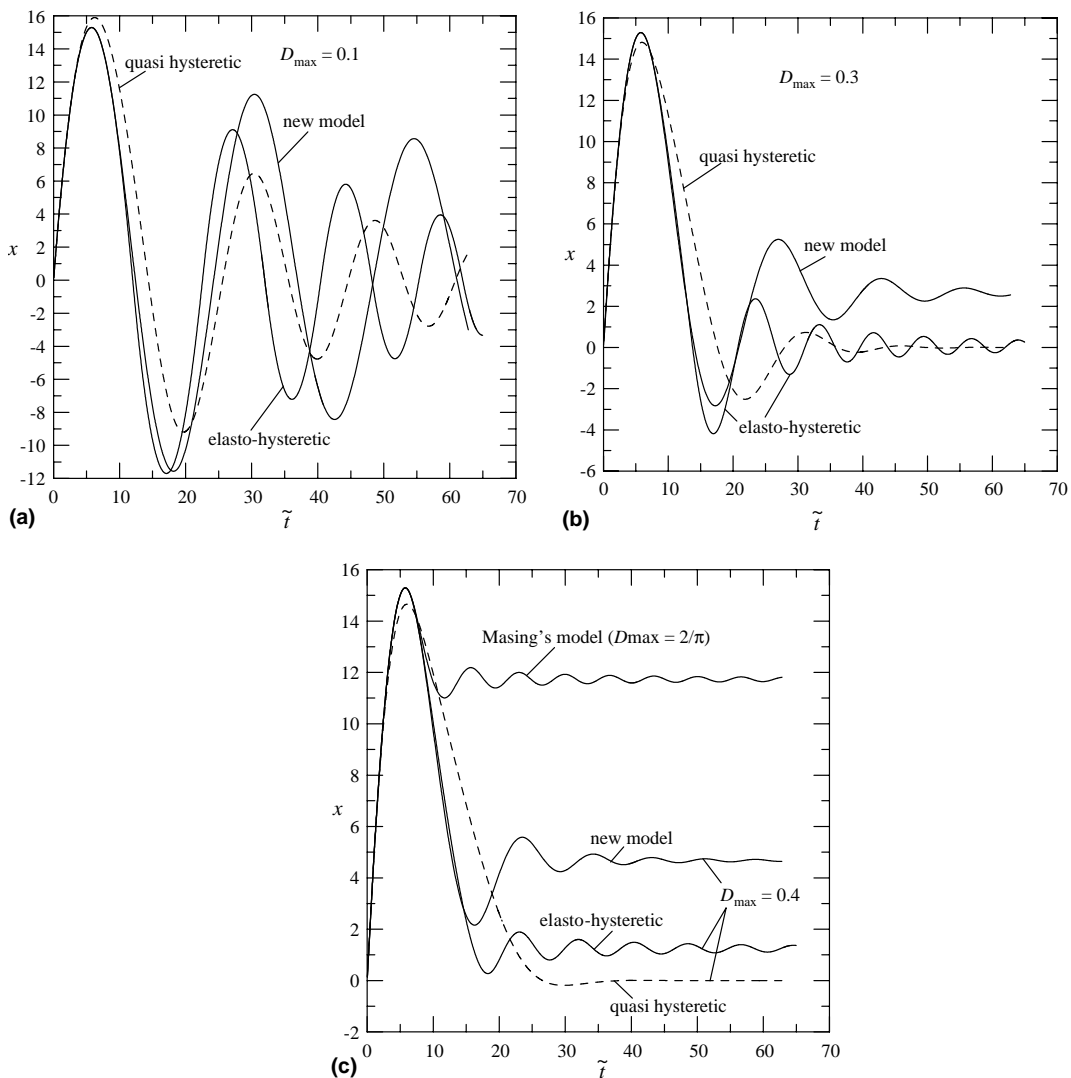 16
14
12
10
8
6
4
2
0
-2
-4
-6
-8
-10
-12
x
quasi hysteretic
D_max = 0.1
new model
elasto-hysteretic
0 10 20 30 40 50 60 70
(a)
t̃
16
14
12
10
8
6
4
2
0
-2
-4
-6
x
D_max = 0.3
quasi hysteretic
new model
elasto-hysteretic
0 10 20 30 40 50 60 70
(b)
t̃
16
14
12
10
8
6
4
2
0
-2
x
Masing's model (Dmax = 2/π)
new model
D_max = 0.4
elasto-hysteretic
quasi hysteretic
0 10 20 30 40 50 60 70
(c)
t̃